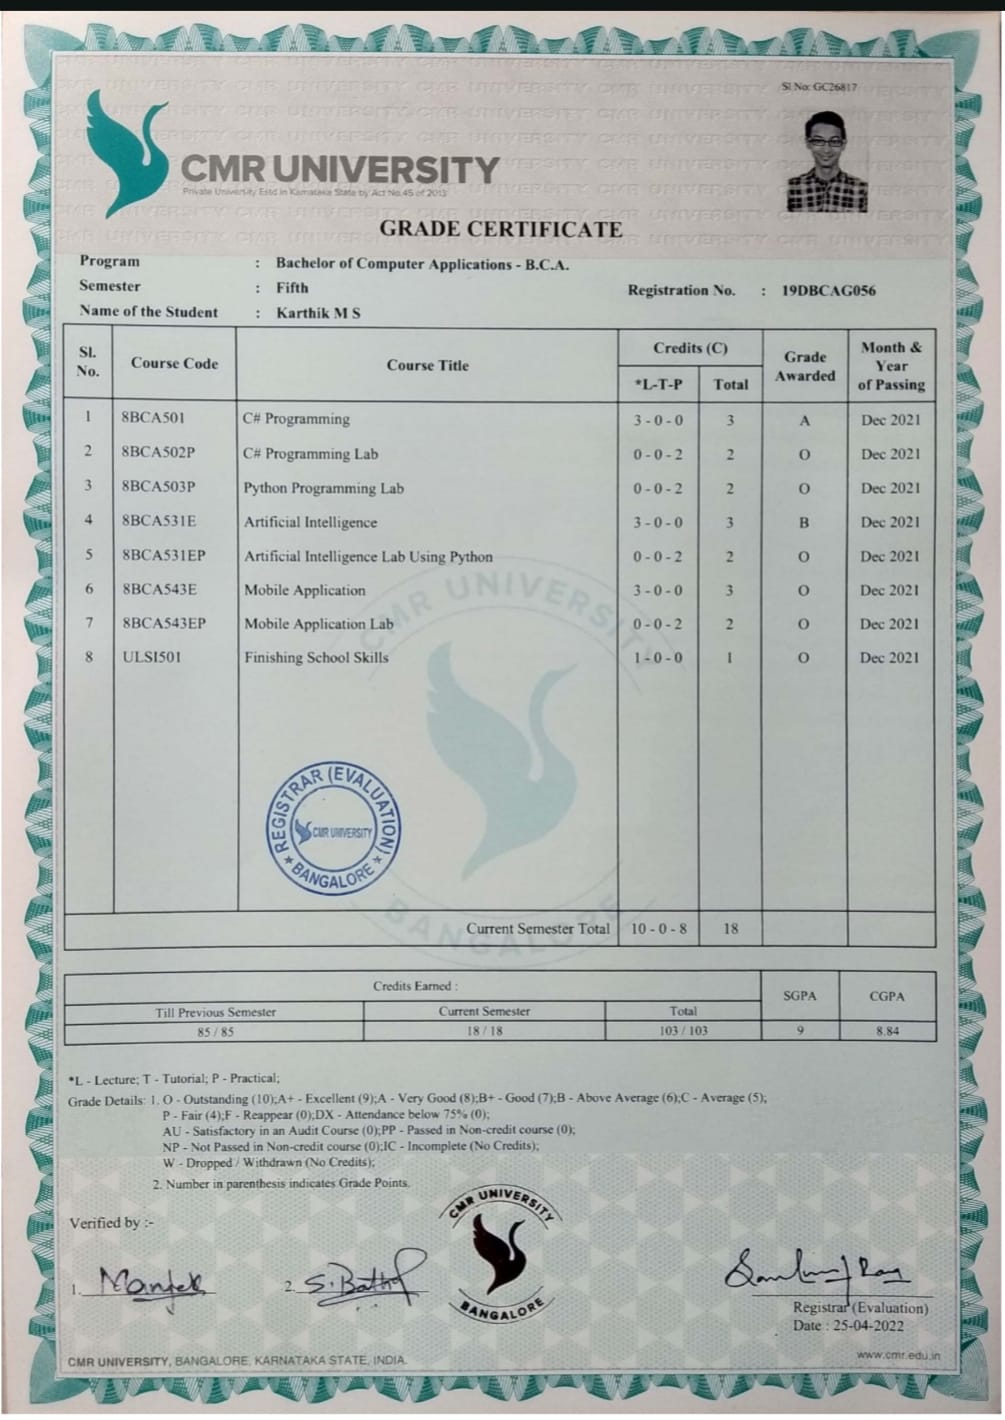 Sl No: GC26817
CMR UNIVERSITY
Private University Estd in Karnataka State by Act No.45 of 2013
GRADE CERTIFICATE
Program : Bachelor of Computer Applications - B.C.A.
Semester : Fifth
Registration No. : 19DBCAG056
Name of the Student : Karthik M S
Sl. No. Course Code Course Title Credits (C) *L-T-P Total Grade Awarded Month & Year of Passing
1 8BCA501 C# Programming 3 - 0 - 0 3 A Dec 2021
2 8BCA502P C# Programming Lab 0 - 0 - 2 2 O Dec 2021
3 8BCA503P Python Programming Lab 0 - 0 - 2 2 O Dec 2021
4 8BCA531E Artificial Intelligence 3 - 0 - 0 3 B Dec 2021
5 8BCA531EP Artificial Intelligence Lab Using Python 0 - 0 - 2 2 O Dec 2021
6 8BCA543E Mobile Application 3 - 0 - 0 3 O Dec 2021
7 8BCA543EP Mobile Application Lab 0 - 0 - 2 2 O Dec 2021
8 ULSI501 Finishing School Skills 1 - 0 - 0 1 O Dec 2021
CMR UNIVERSITY
BANGALORE
REGISTRAR (EVALUATION)
CMR UNIVERSITY
BANGALORE
Current Semester Total 10 - 0 - 8 18
Credits Earned : SGPA CGPA
Till Previous Semester Current Semester Total
85 / 85 18 / 18 103 / 103 9 8.84
*L - Lecture; T - Tutorial; P - Practical;
Grade Details: 1. O - Outstanding (10);A+ - Excellent (9);A - Very Good (8);B+ - Good (7);B - Above Average (6);C - Average (5);
P - Fair (4);F - Reappear (0);DX - Attendance below 75% (0);
AU - Satisfactory in an Audit Course (0);PP - Passed in Non-credit course (0);
NP - Not Passed in Non-credit course (0);IC - Incomplete (No Credits);
W - Dropped / Withdrawn (No Credits);
2. Number in parenthesis indicates Grade Points.
CMR UNIVERSITY
BANGALORE
Verified by :-
1.
2.
Registrar (Evaluation)
Date : 25-04-2022
CMR UNIVERSITY, BANGALORE, KARNATAKA STATE, INDIA.
www.cmr.edu.in